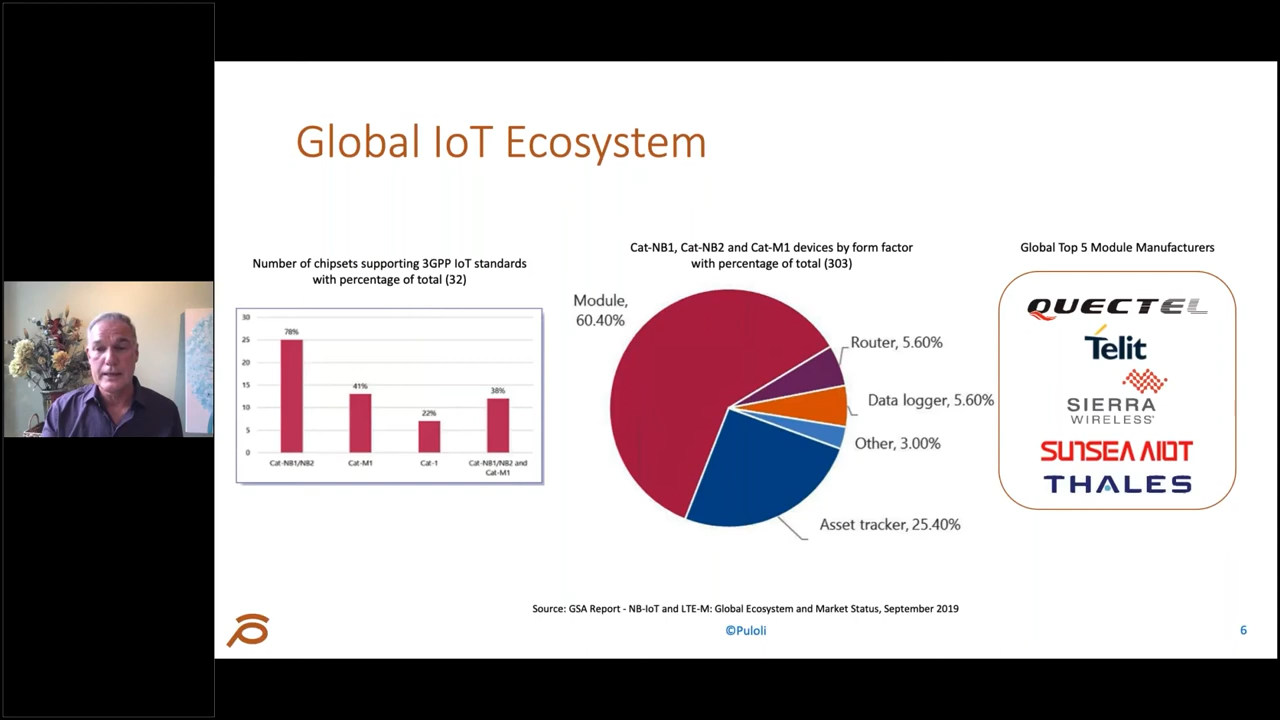 Global IoT Ecosystem
Number of chipsets supporting 3GPP IoT standards
with percentage of total (32)
30
25
20
15
10
5
0
78%
41%
22%
38%
Cat-NB1/NB2
Cat-M1
Cat-1
Cat-NB1/NB2 and
Cat-M1
Cat-NB1, Cat-NB2 and Cat-M1 devices by form factor
with percentage of total (303)
Module,
60.40%
Router, 5.60%
Data logger, 5.60%
Other, 3.00%
Asset tracker, 25.40%
Global Top 5 Module Manufacturers
QUECTEL
Telit
SIERRA
WIRELESS
SUNSEA AIOT
THALES
Source: GSA Report - NB-IoT and LTE-M: Global Ecosystem and Market Status, September 2019
©Puloli
6